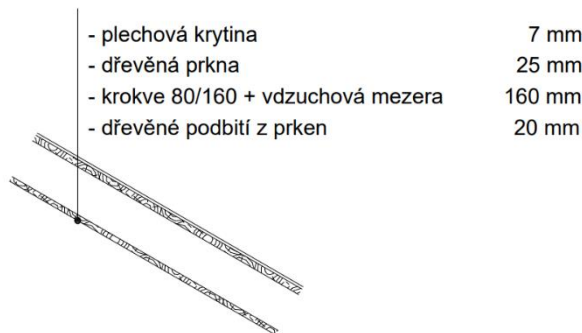 - plechová krytina 7 mm
- dřevěná prkna 25 mm
- krokve 80/160 + vdzuchová mezera 160 mm
- dřevěné podbití z prken 20 mm